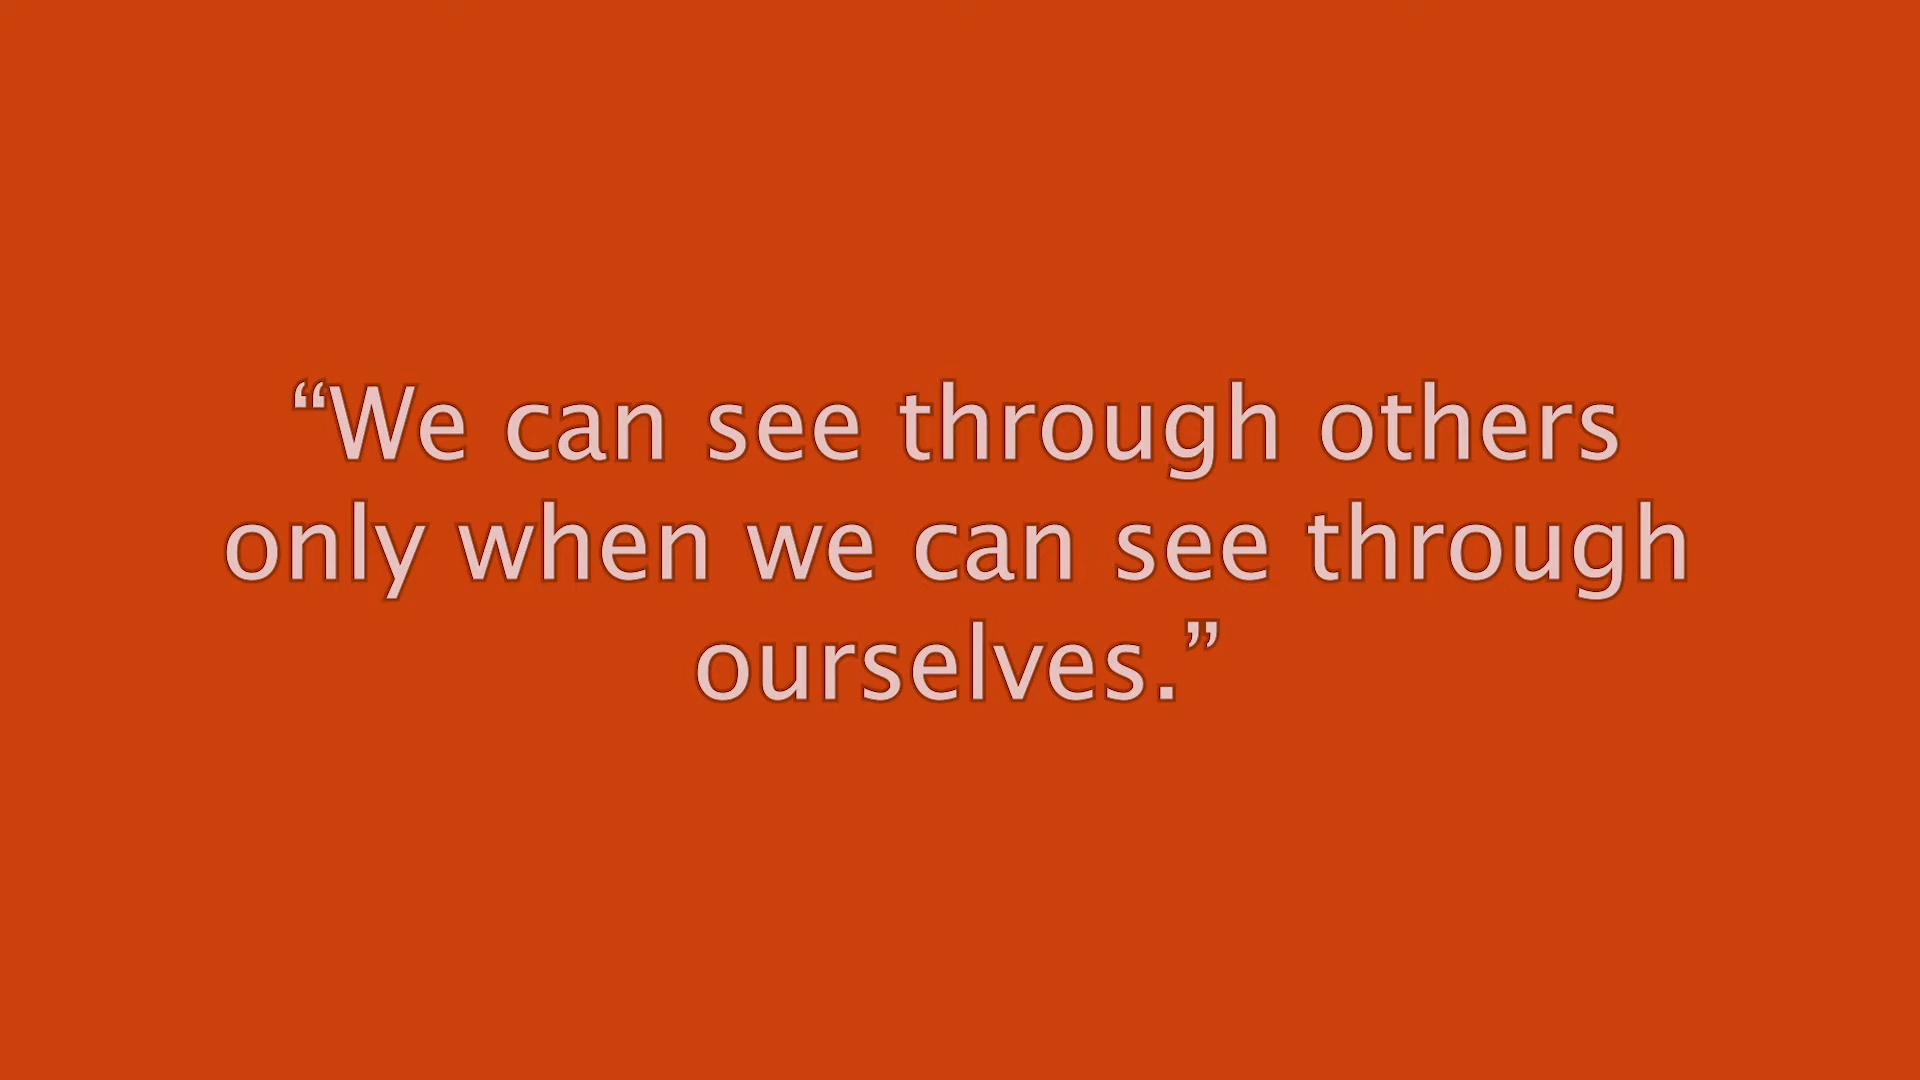 “We can see through others
only when we can see through
ourselves.”